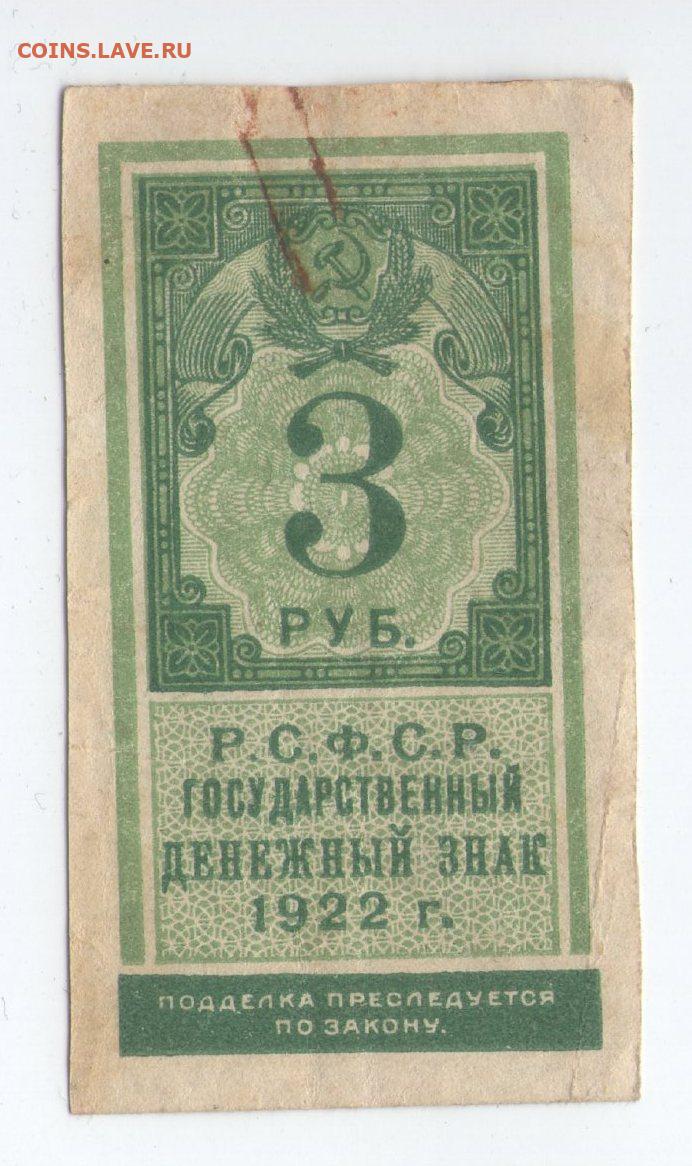 COINS.LAVE.RU
3
РУБ.
Р.С.Ф.С.Р.
ГОСУДАРСТВЕННЫЙ
ДЕНЕЖНЫЙ ЗНАК
1922 г.
ПОДДЕЛКА ПРЕСЛЕДУЕТСЯ
ПО ЗАКОНУ.